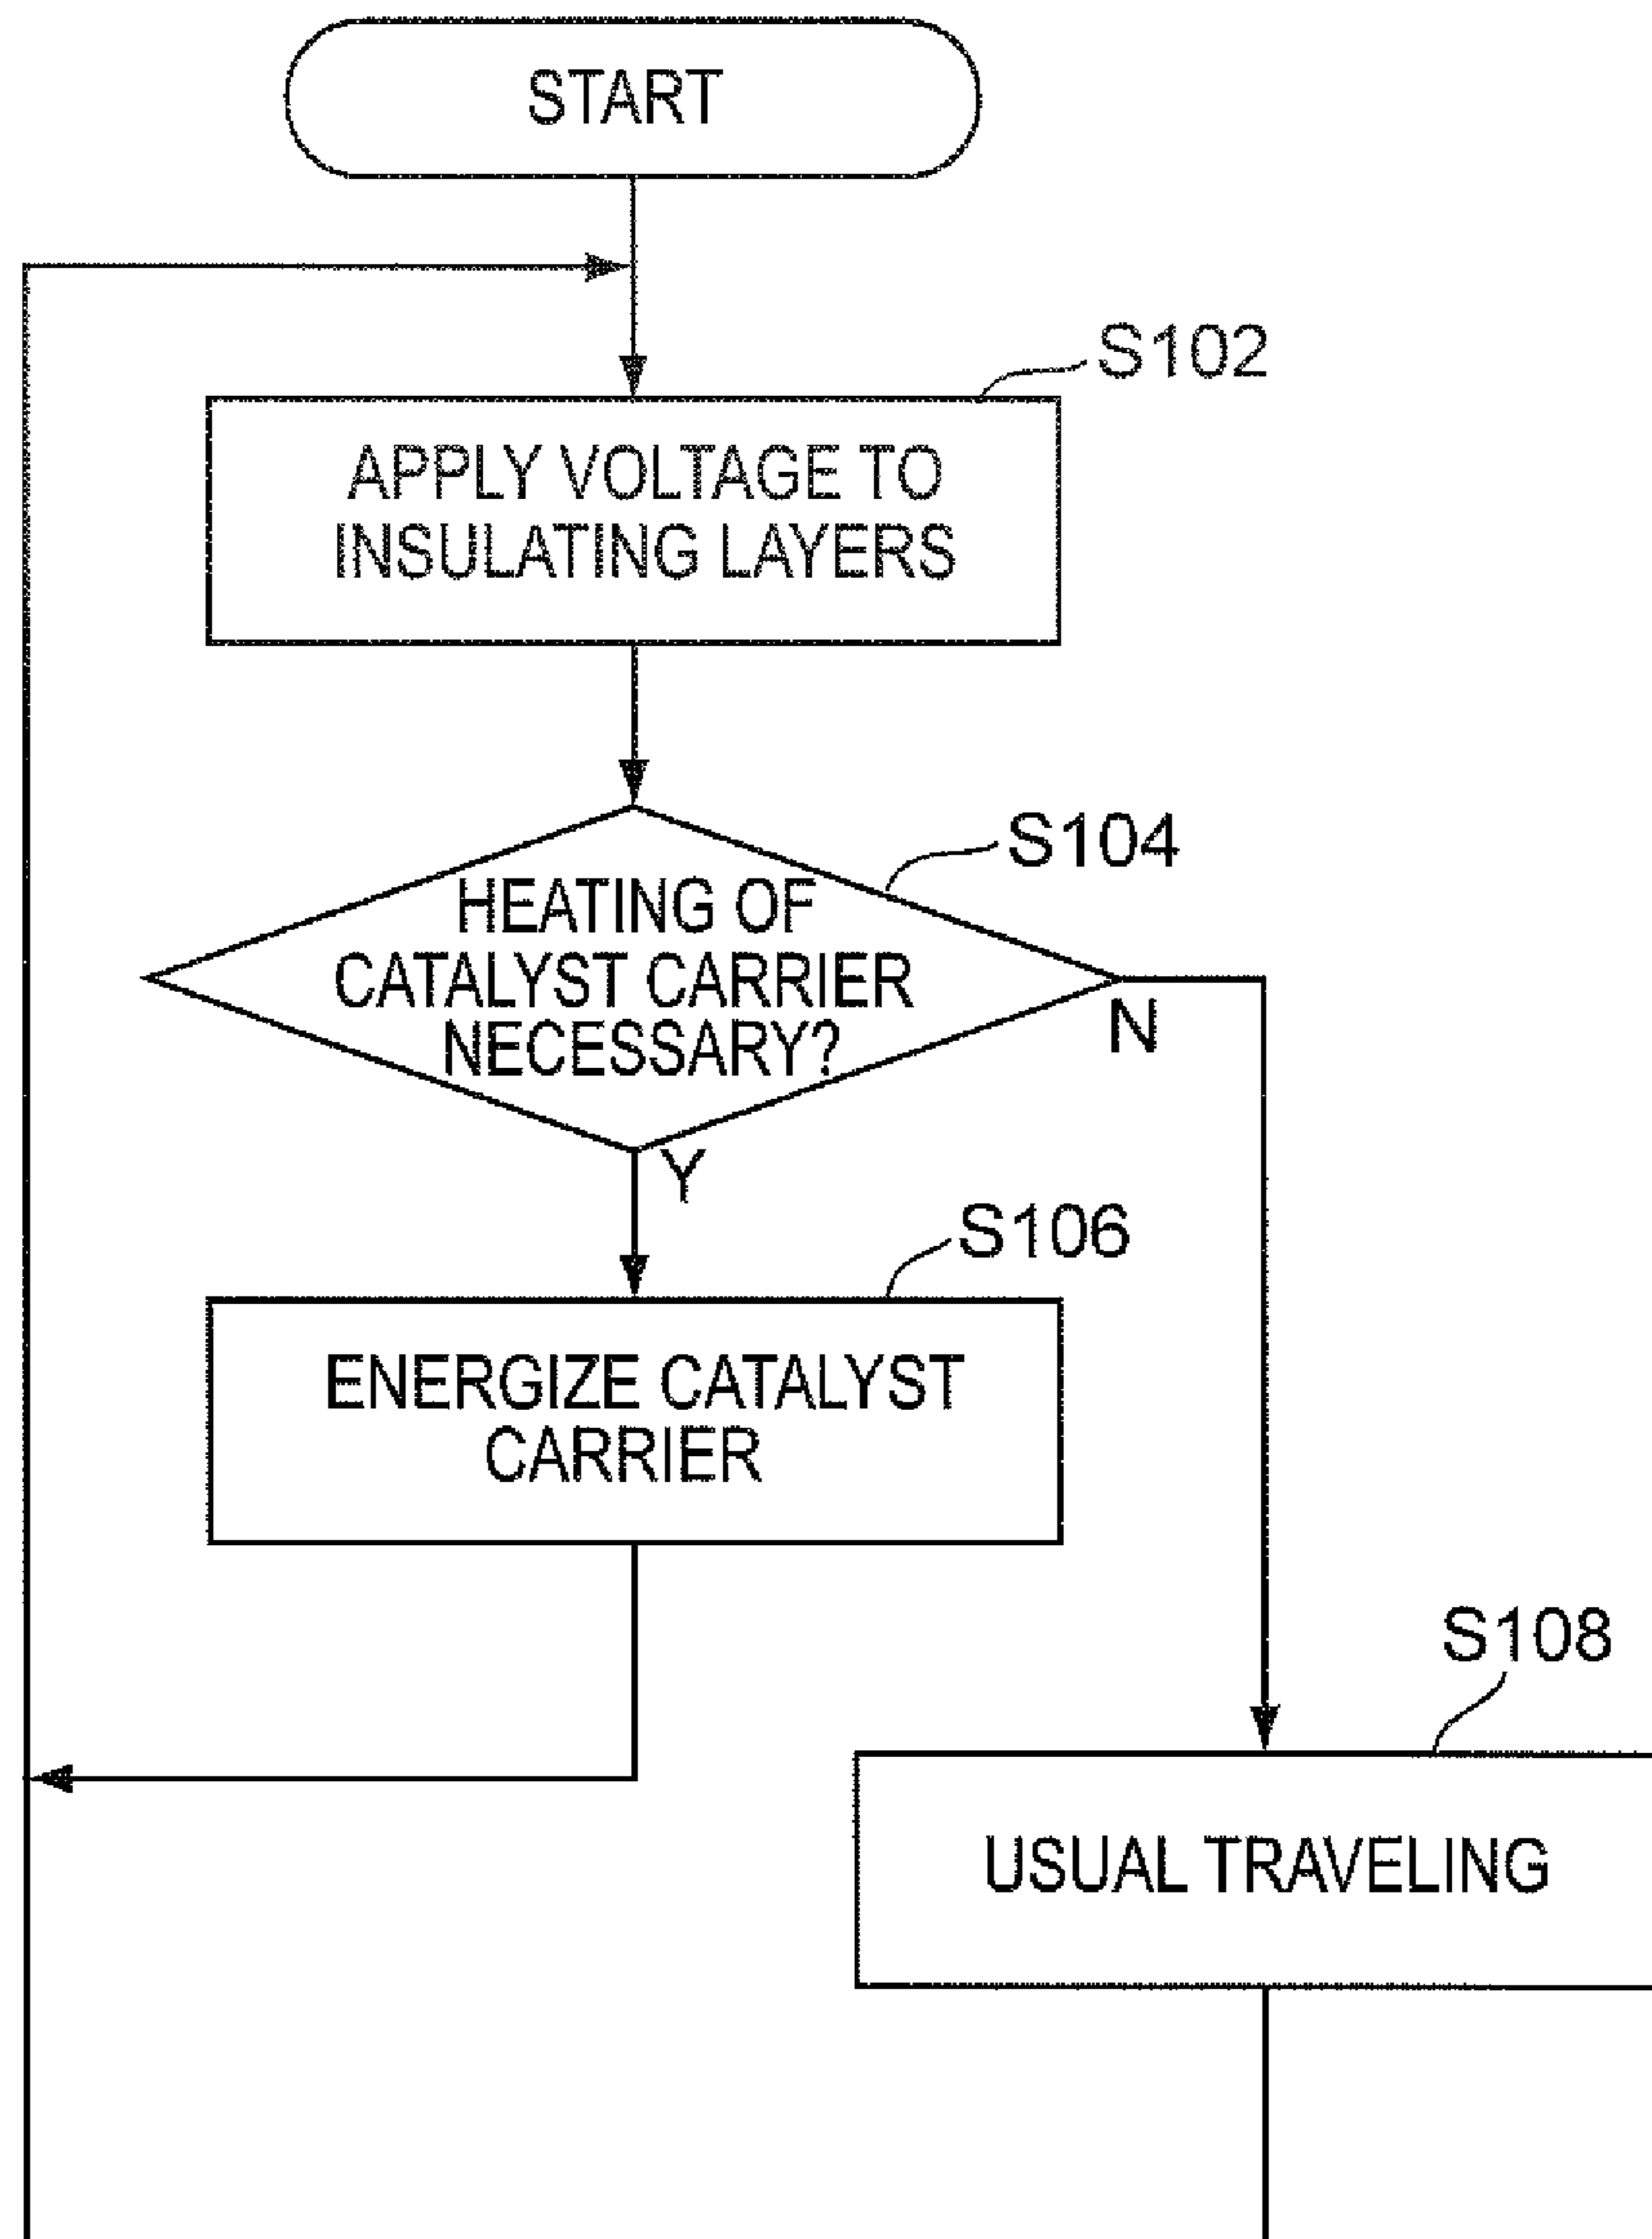 START
S102
APPLY VOLTAGE TO
INSULATING LAYERS
S104
HEATING OF
CATALYST CARRIER
NECESSARY?
N
Y
S106
ENERGIZE CATALYST
CARRIER
S108
USUAL TRAVELING